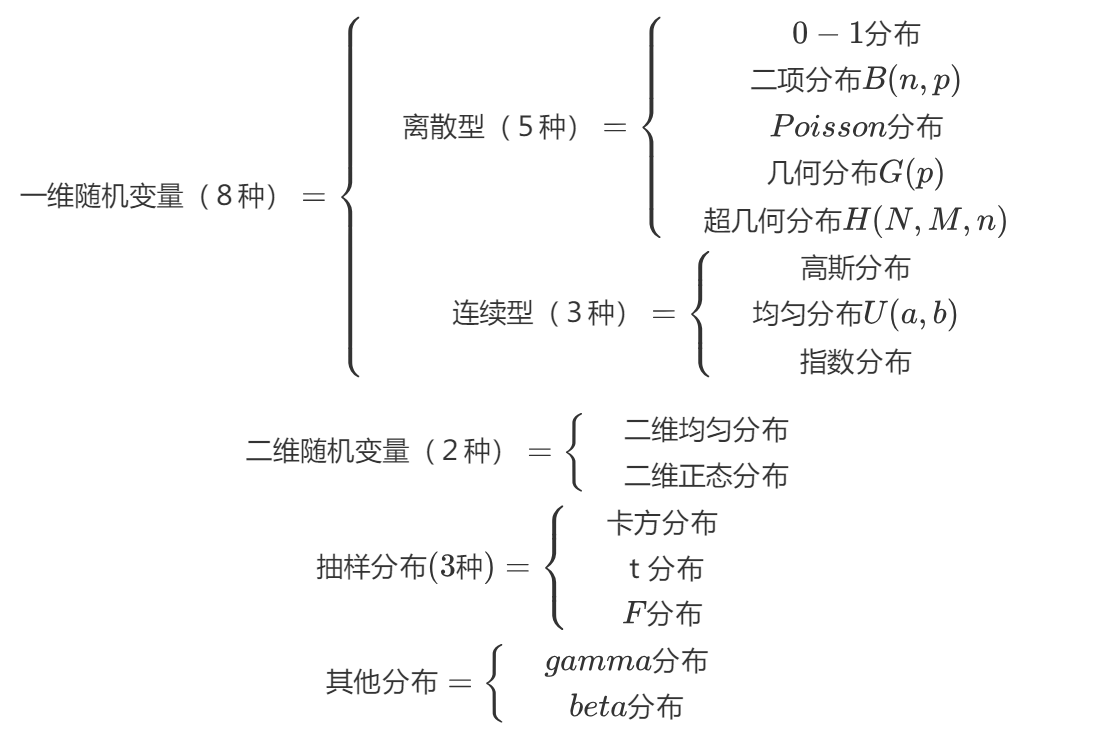 0 − 1分布
二项分布B(n, p)
离散型（5种）=
Poisson分布
几何分布G(p)
一维随机变量（8种）=
超几何分布H(N, M, n)
高斯分布
连续型（3种）=
均匀分布U(a, b)
指数分布
二维随机变量（2种）=
二维均匀分布
二维正态分布
卡方分布
抽样分布(3种) =
t 分布
F分布
其他分布 =
gamma分布
beta分布